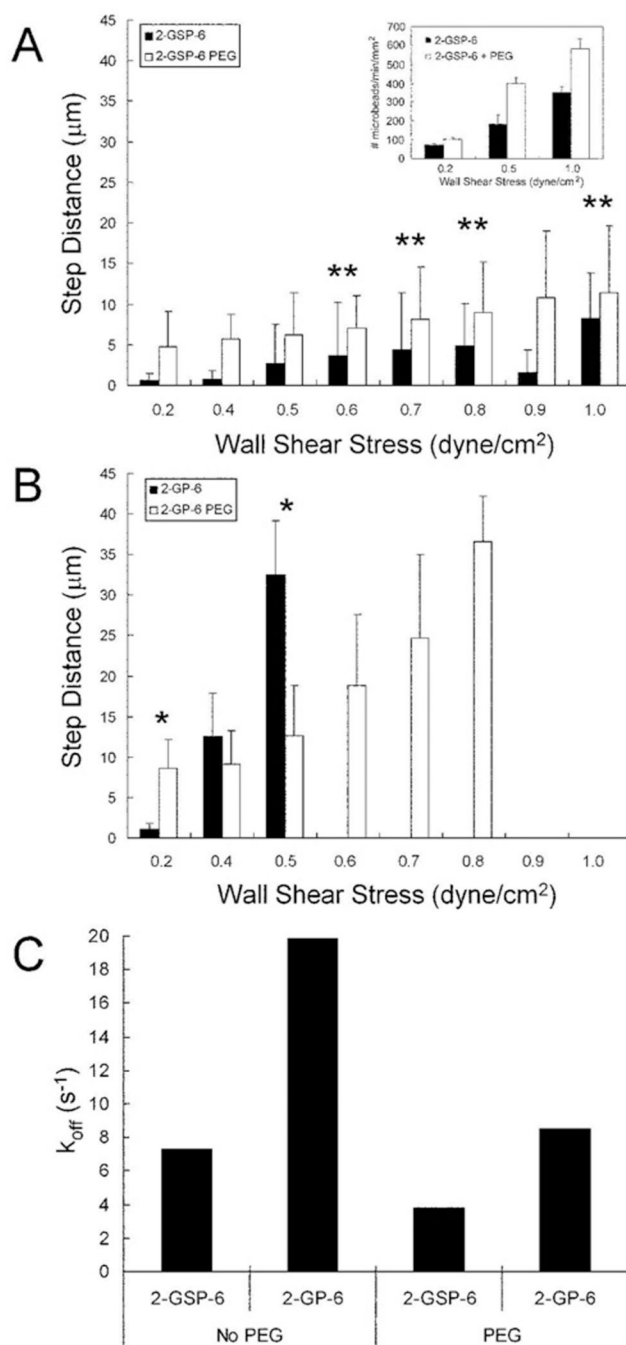 A
2-GSP-6
2-GSP-6 PEG
Step Distance (μm)
45
40
35
30
25
20
15
10
5
0
# microbeads/min/mm²
700
600
500
400
300
200
100
0
2-GSP-6
2-GSP-6 + PEG
0.2 0.5 1.0
Wall Shear Stress (dyne/cm²)
** ** ** **
0.2 0.4 0.5 0.6 0.7 0.8 0.9 1.0
Wall Shear Stress (dyne/cm²)
B
2-GP-6
2-GP-6 PEG
Step Distance (μm)
45
40
35
30
25
20
15
10
5
0
* *
0.2 0.4 0.5 0.6 0.7 0.8 0.9 1.0
Wall Shear Stress (dyne/cm²)
C
k_off (s⁻¹)
20
18
16
14
12
10
8
6
4
2
0
2-GSP-6 2-GP-6 2-GSP-6 2-GP-6
No PEG PEG